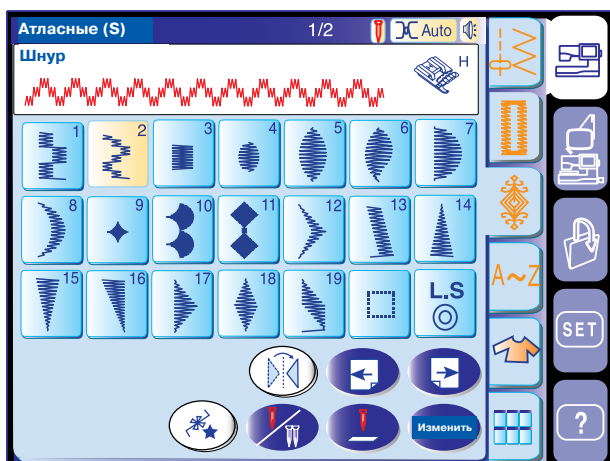 Атласные (S) 1/2 Auto
Шнур
H
1 2 3 4 5 6 7
8 9 10 11 12 13 14
15 16 17 18 19 L.S
A~Z
SET
Изменить
?